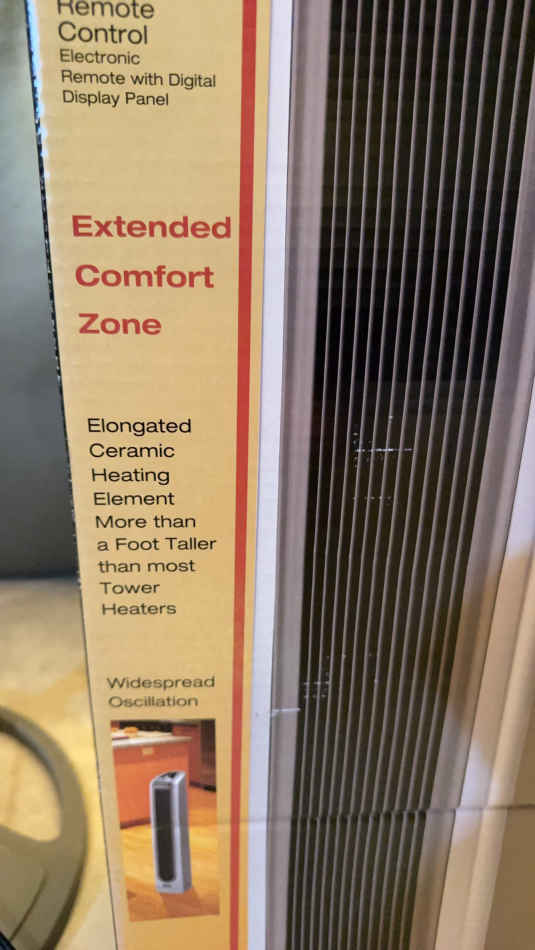 Remote
Control
Electronic
Remote with Digital
Display Panel
Extended
Comfort
Zone
Elongated
Ceramic
Heating
Element
More than
a Foot Taller
than most
Tower
Heaters
Widespread
Oscillation